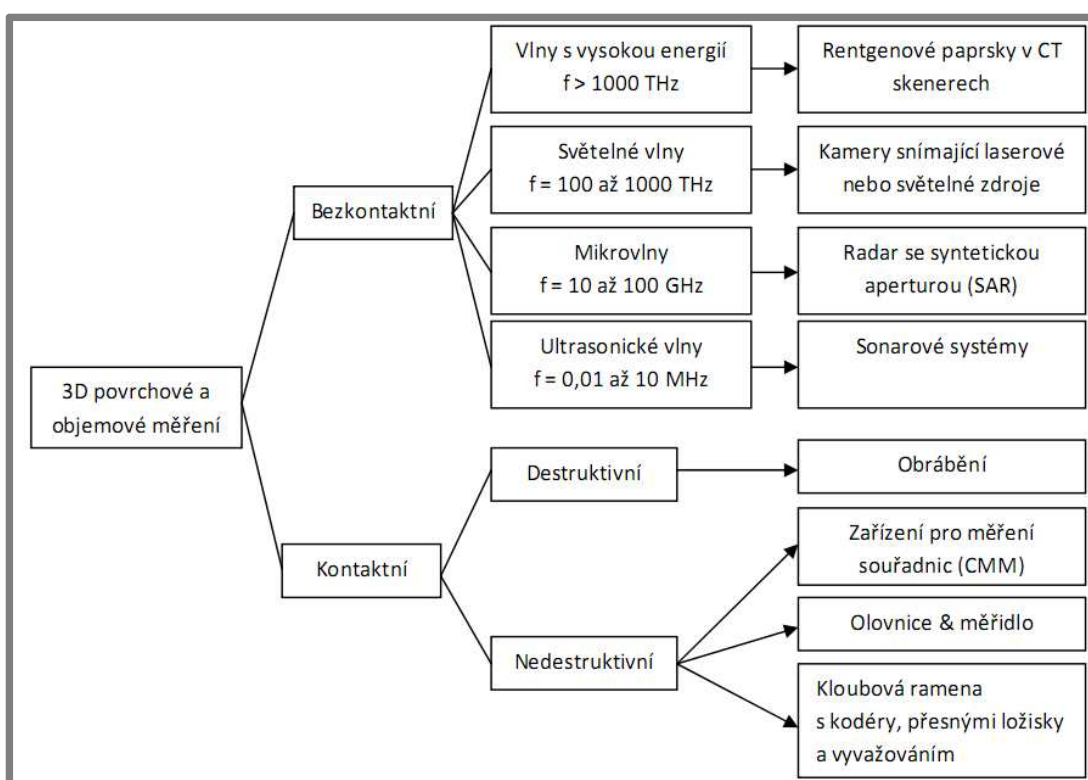 Vlny s vysokou energií
f > 1000 THz
Rentgenové paprsky v CT
skenerech
Světelné vlny
f = 100 až 1000 THz
Kamery snímající laserové
nebo světelné zdroje
Bezkontaktní
Mikrovlny
f = 10 až 100 GHz
Radar se syntetickou
aperturou (SAR)
Ultrasonické vlny
f = 0,01 až 10 MHz
Sonarové systémy
3D povrchové a
objemové měření
Destruktivní
Obrábění
Kontaktní
Zařízení pro měření
souřadnic (CMM)
Olovnice & měřidlo
Nedestruktivní
Kloubová ramena
s kodéry, přesnými ložisky
a vyvažováním